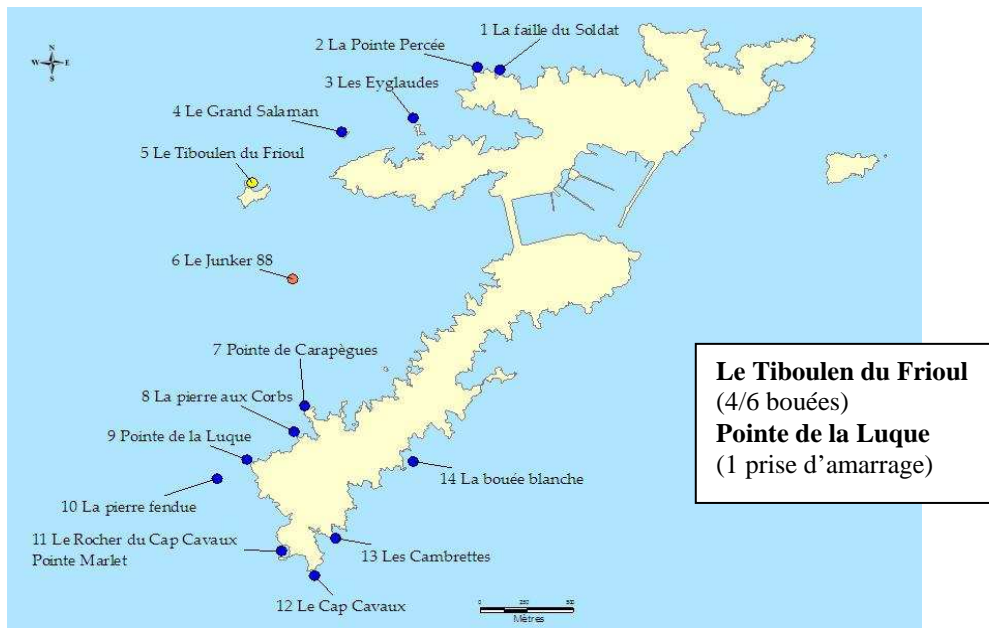 1 La faille du Soldat
2 La Pointe Percée
3 Les Eyglaudes
4 Le Grand Salaman
N
W
E
S
5 Le Tiboulen du Frioul
6 Le Junker 88
7 Pointe de Carapègues
8 La pierre aux Corbs
9 Pointe de la Luque
10 La pierre fendue
11 Le Rocher du Cap Cavaux
Pointe Marlet
12 Le Cap Cavaux
13 Les Cambrettes
14 La bouée blanche
Le Tiboulen du Frioul
(4/6 bouées)
Pointe de la Luque
(1 prise d’amarrage)
0 250 500
Mètres